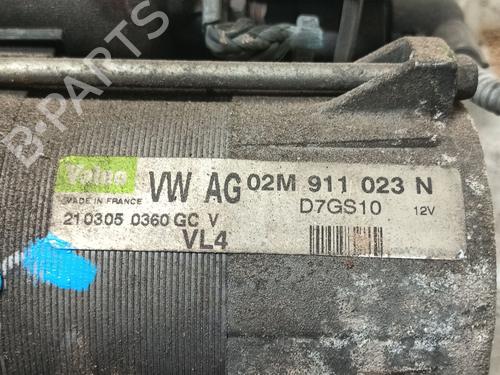 B-PARTS
Valeo VW AG 02M 911 023 N
MADE IN FRANCE D7GS10 12V
210305 0360 GC V
VL4